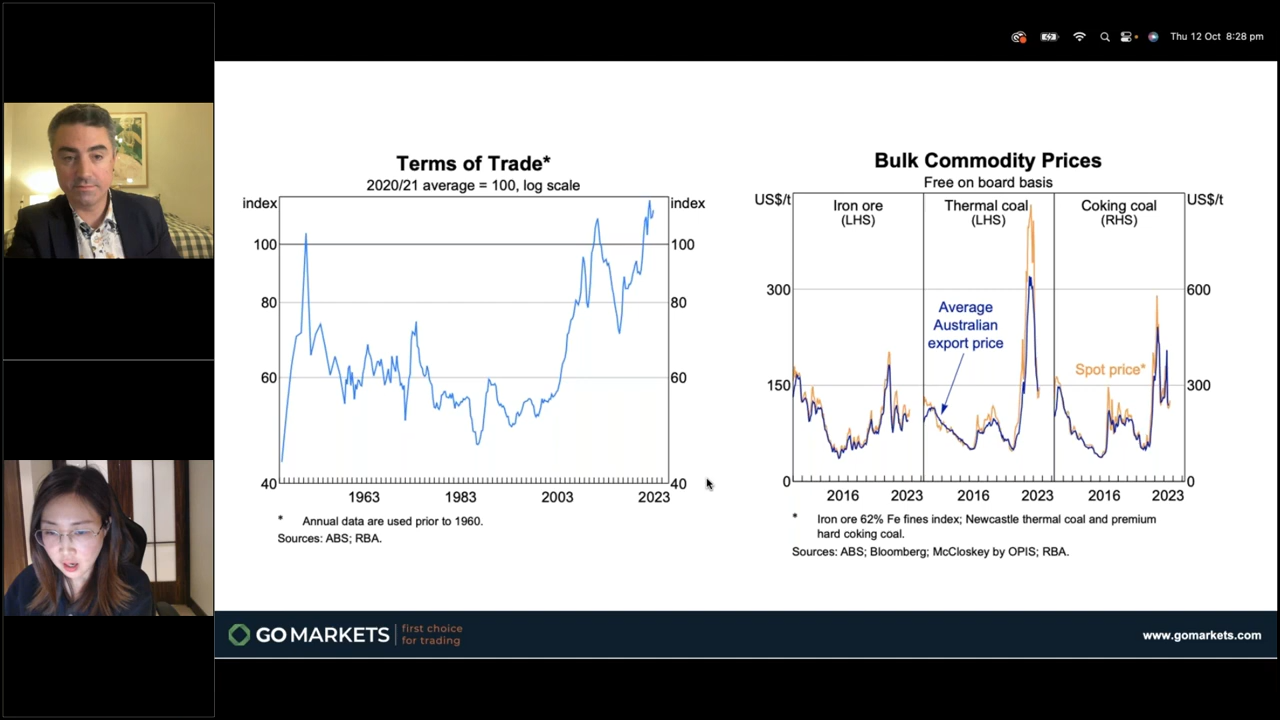 Thu 12 Oct 8:28 pm
Terms of Trade*
2020/21 average = 100, log scale
index
index
100
100
80
80
60
60
40
40
1963
1983
2003
2023
* Annual data are used prior to 1960.
Sources: ABS; RBA.
Bulk Commodity Prices
Free on board basis
US$/t
US$/t
Iron ore
(LHS)
Thermal coal
(LHS)
Coking coal
(RHS)
300
600
Average
Australian
export price
Spot price*
150
300
0
0
2016
2023
2016
2023
2016
2023
* Iron ore 62% Fe fines index; Newcastle thermal coal and premium
hard coking coal.
Sources: ABS; Bloomberg; McCloskey by OPIS; RBA.
GO MARKETS
first choice
for trading
www.gomarkets.com